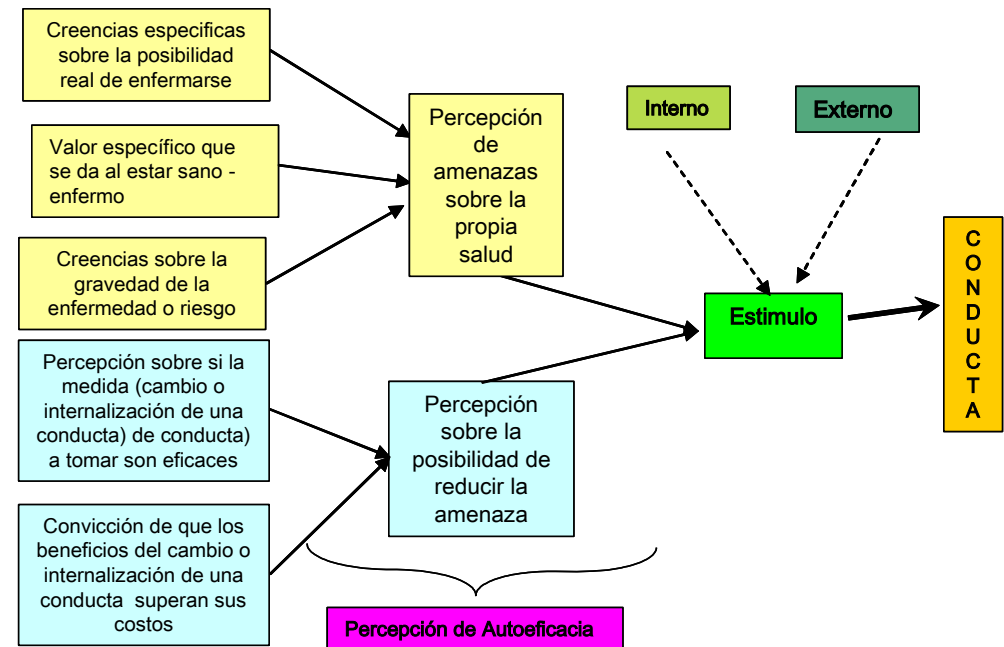 Creencias especificas
sobre la posibilidad
real de enfermarse
Valor específico que
se da al estar sano -
enfermo
Creencias sobre la
gravedad de la
enfermedad o riesgo
Percepción sobre si la
medida (cambo o
internalización de una
conducta) de conducta)
a tomar son eficaces
Convicción de que los
beneficios del cambo o
internalización de una
conducta superan sus
costos
Percepción
de
amenazas
sobre la
propia
salud
Percepción
sobre la
posibilidad de
reducir la
amenaza
Percepción de Autoeficacia
Interno
Externo
Estimulo
C
O
N
D
U
C
T
A